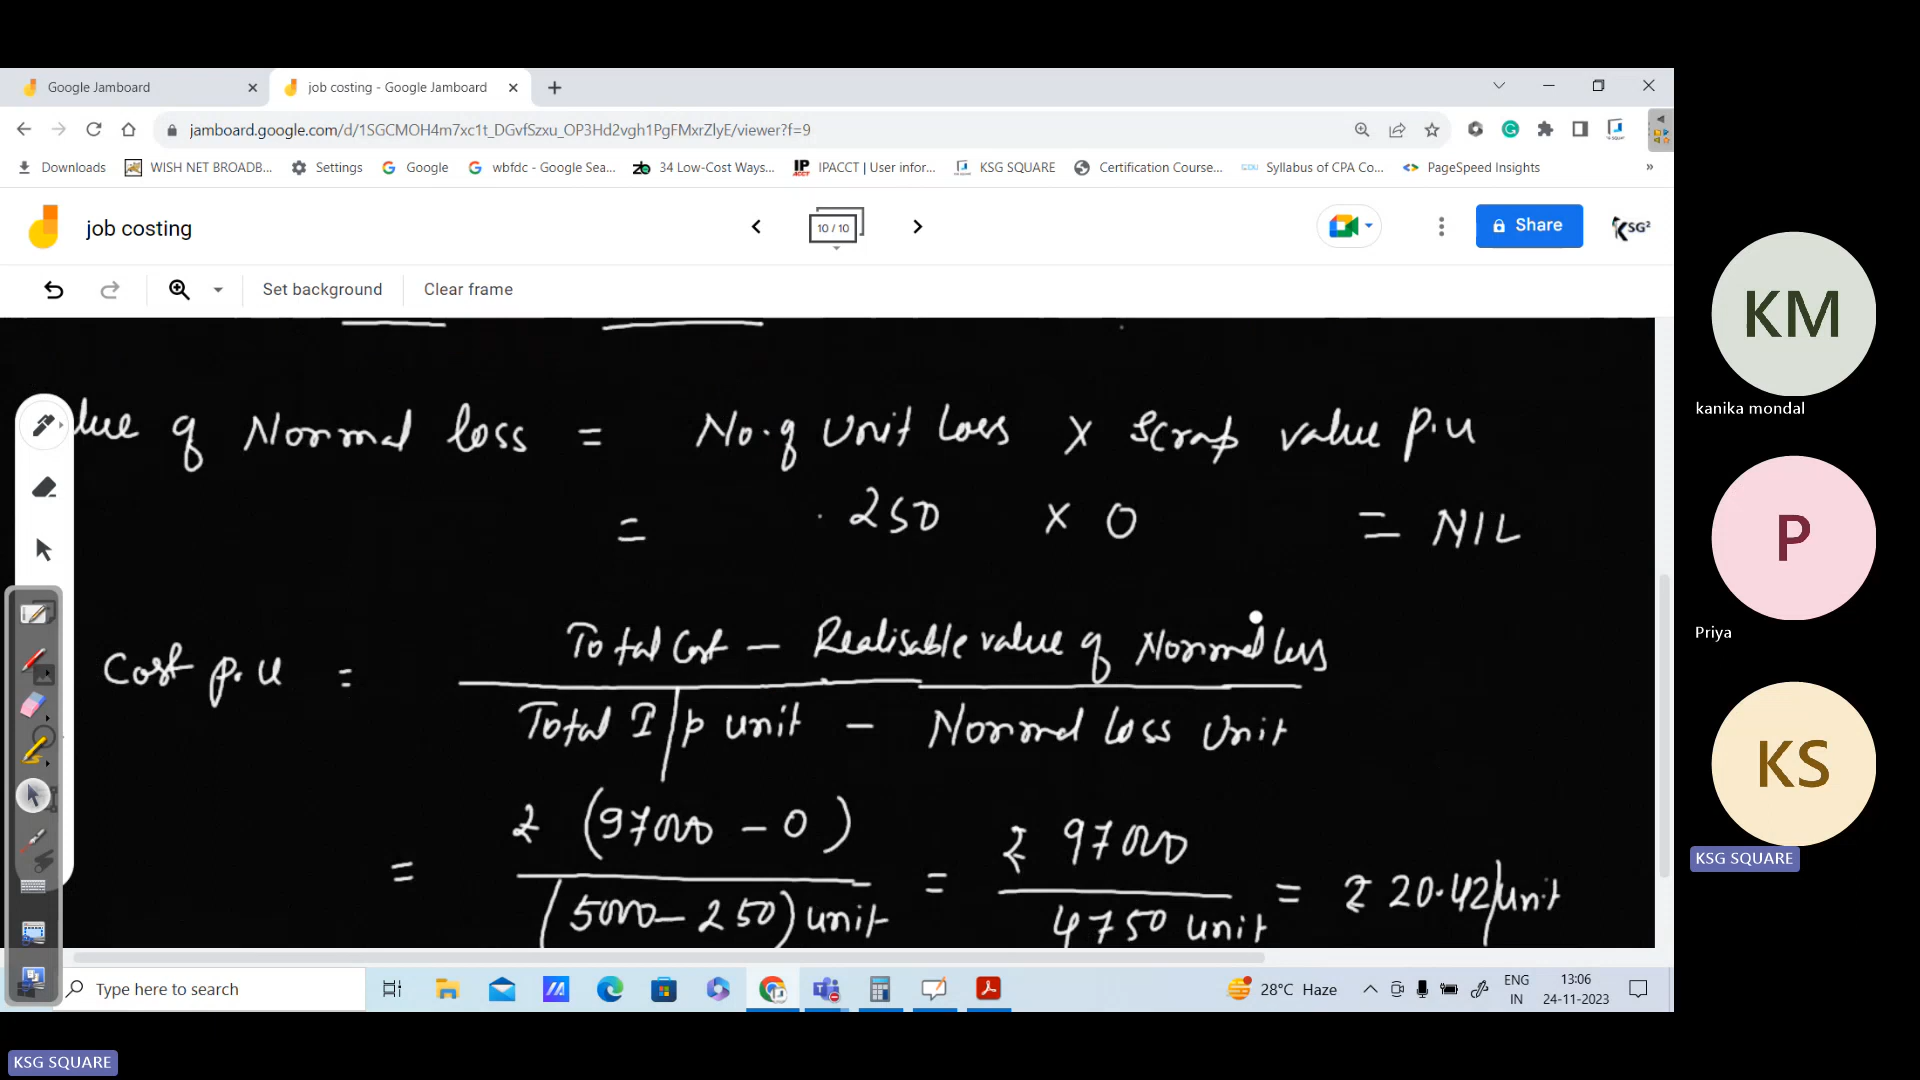 Google Jamboard
job costing - Google Jamboard
jamboard.google.com/d/1SGCMOH4m7xc1t_DGvfSzxu_OP3Hd2vgh1PgFMxrZlyE/viewer?f=9
Downloads WISH NET BROADB... Settings Google wbfdc - Google Sea... 34 Low-Cost Ways... IPACCT | User infor... KSG SQUARE Certification Course... Syllabus of CPA Co... PageSpeed Insights »
job costing
10 / 10
Share
KSG²
Set background
Clear frame
lue of Normal loss = No. of Unit Loss X Scrap value P.U
= 250 X 0 = NIL
Cost p.U = Total Cost - Realisable value of Normal loss
Total I/p unit - Normal loss Unit
= ₹ (97000 - 0) = ₹ 97000 = ₹ 20.42/unit
(5000 - 250) unit 4750 unit
Type here to search
28°C Haze
ENG
IN
13:06
24-11-2023
KM
kanika mondal
P
Priya
KS
KSG SQUARE
KSG SQUARE